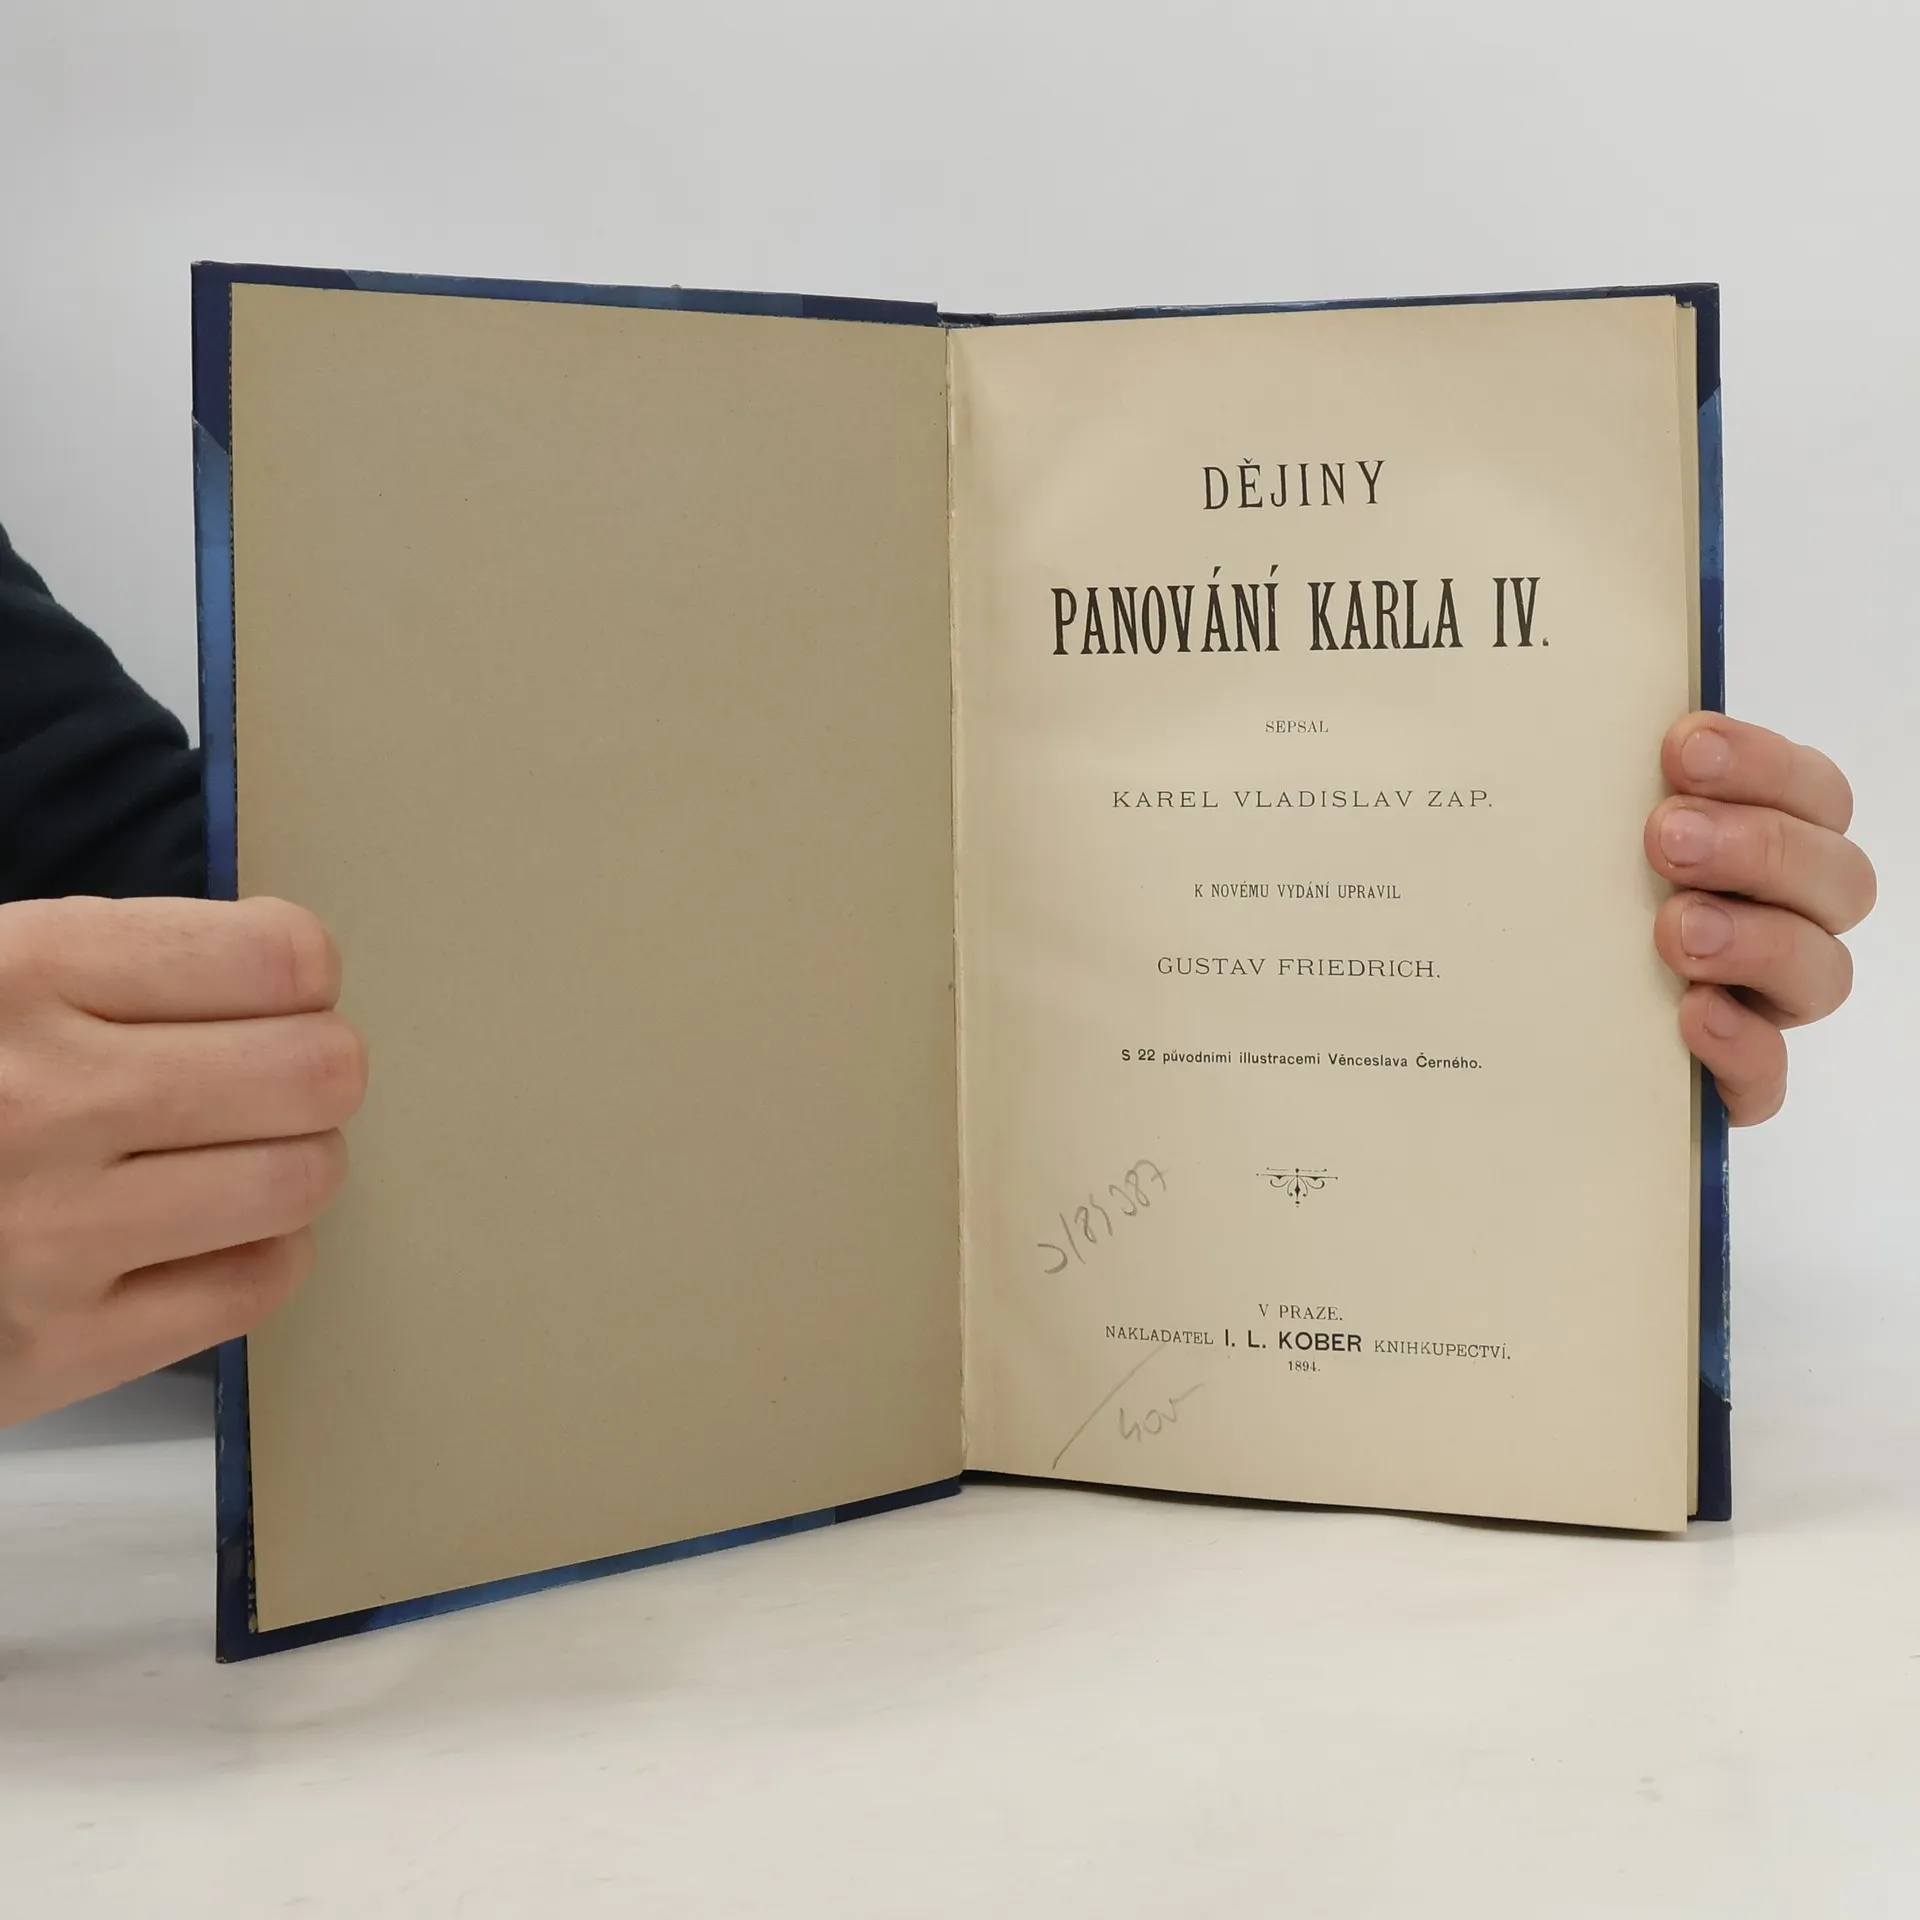 DĚJINY
PANOVÁNÍ KARLA IV.
SEPSAL
KAREL VLADISLAV ZAP.
K NOVÉMU VYDÁNÍ UPRAVIL
GUSTAV FRIEDRICH.
S 22 původními illustracemi Věnceslava Černého.
V PRAZE.
NAKLADATEL I. L. KOBER KNIHKUPECTVÍ.
1894.